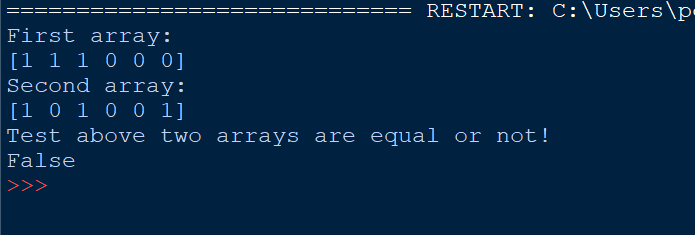 ============================= RESTART: C:\Users\
First array:
[1 1 1 0 0 0]
Second array:
[1 0 1 0 0 1]
Test above two arrays are equal or not!
False
>>>